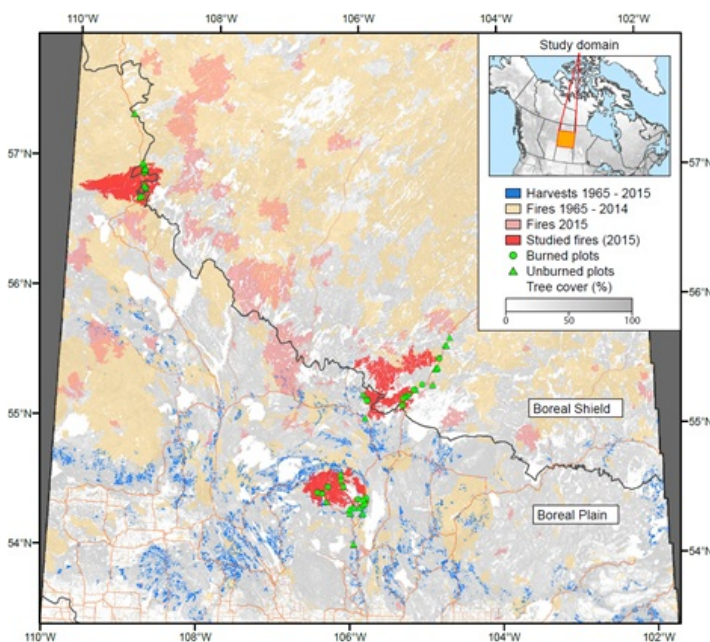 110°W 108°W 106°W 104°W 102°W
Study domain
57°N 57°N
Harvests 1965 - 2015
Fires 1965 - 2014
Fires 2015
Studied fires (2015)
Burned plots
Unburned plots
Tree cover (%)
0 50 100
56°N 56°N
55°N 55°N
Boreal Shield
Boreal Plain
54°N 54°N
110°W 108°W 106°W 104°W 102°W